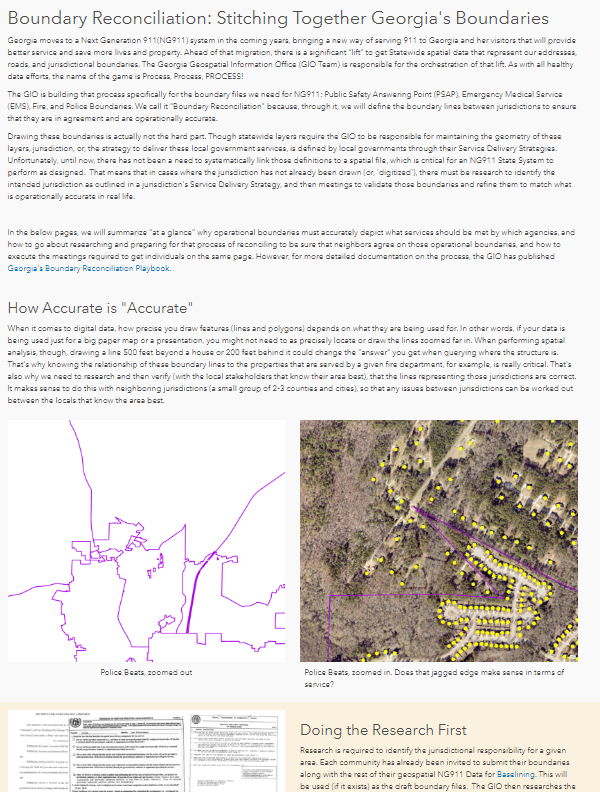 Boundary Reconciliation: Stitching Together Georgia's Boundaries
Georgia moves to a Next Generation 911(NG911) system in the coming years, bringing a new way of serving 911 to Georgia and her visitors that will provide
better service and save more lives and property. Ahead of that migration, there is a significant "lift" to get Statewide spatial data that represent our addresses,
roads, and jurisdictional boundaries. The Georgia Geospatial Information Office (GIO Team) is responsible for the orchestration of that lift. As with all healthy
data efforts, the name of the game is Process, Process, PROCESS!
The GIO is building that process specifically for the boundary files we need for NG911: Public Safety Answering Point (PSAP), Emergency Medical Service
(EMS), Fire, and Police Boundaries. We call it "Boundary Reconciliation" because, through it, we will define the boundary lines between jurisdictions to ensure
that they are in agreement and are operationally accurate.
Drawing these boundaries is actually not the hard part. Though statewide layers require the GIO to be responsible for maintaining the geometry of these
layers, jurisdiction, or, the strategy to deliver these local government services, is defined by local governments through their Service Delivery Strategies.
Unfortunately, until now, there has not been a need to systematically link those definitions to a spatial file, which is critical for an NG911 State System to
perform as designed. That means that in cases where the jurisdiction has not already been drawn (or, 'digitized'), there must be research to identify the
intended jurisdiction as outlined in a jurisdiction's Service Delivery Strategy, and then meetings to validate those boundaries and refine them to match what
is operationally accurate in real life.
In the below pages, we will summarize "at a glance" why operational boundaries must accurately depict what services should be met by which agencies, and
how to go about researching and preparing for that process of reconciling to be sure that neighbors agree on those operational boundaries, and how to
execute the meetings required to get individuals on the same page. However, for more detailed documentation on the process, the GIO has published
Georgia's Boundary Reconciliation Playbook.
How Accurate is "Accurate"
When it comes to digital data, how precise you draw features (lines and polygons) depends on what they are being used for. In other words, if your data is
being used just for a big paper map or a presentation, you might not need to as precisely locate or draw the lines zoomed far in. When performing spatial
analysis, though, drawing a line 500 feet beyond a house or 200 feet behind it could change the "answer" you get when querying where the structure is.
That's why knowing the relationship of these boundary lines to the properties that are served by a given fire department, for example, is really critical. That's
also why we need to research and then verify (with the local stakeholders that know their area best), that the lines representing those jurisdictions are correct.
It makes sense to do this with neighboring jurisdictions (a small group of 2-3 counties and cities), so that any issues between jurisdictions can be worked out
between the locals that know the area best.
Police Beats, zoomed out
Police Beats, zoomed in. Does that jagged edge make sense in terms of
service?
Doing the Research First
Research is required to identify the jurisdictional responsibility for a given
area. Each community has already been invited to submit their boundaries
along with the rest of their geospatial NG911 Data for Baselining. This will
be used (if it exists) as the draft boundary files. The GIO then researches the